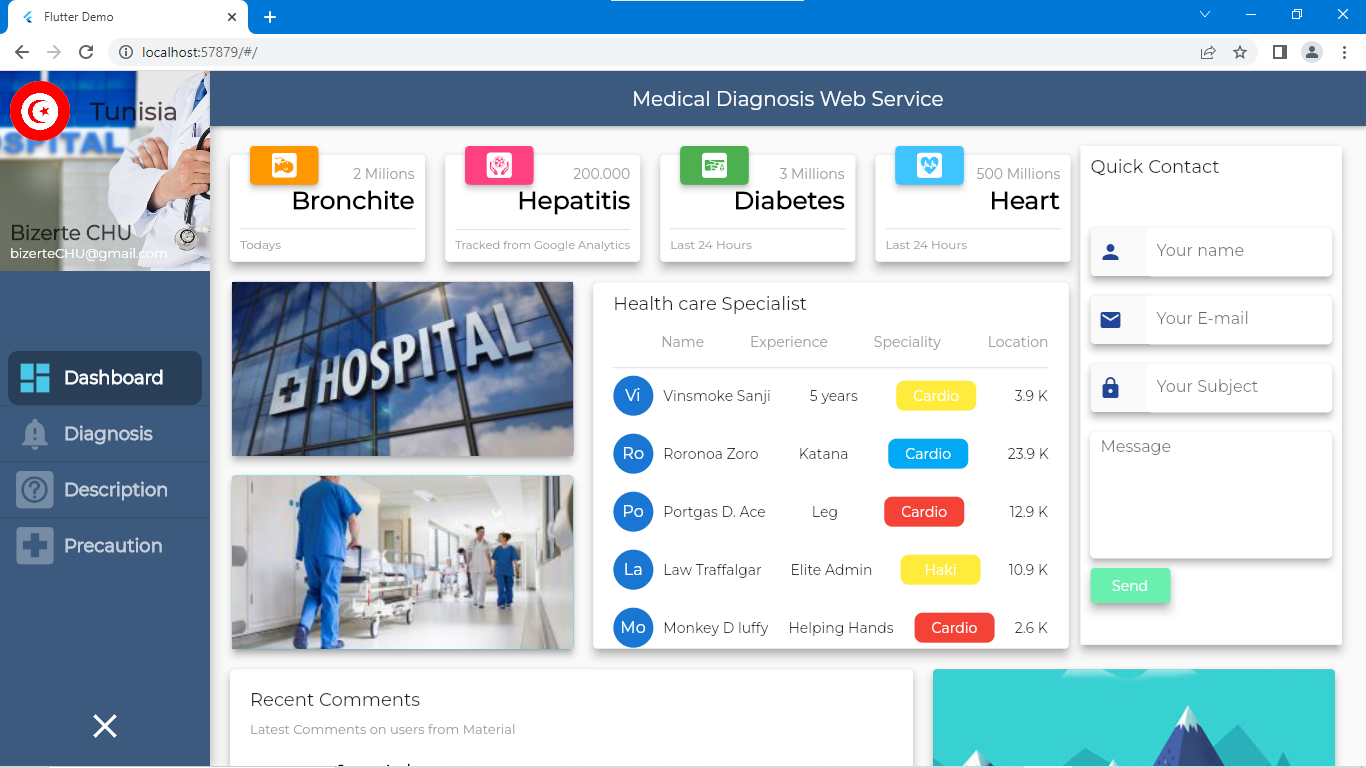 Flutter Demo
localhost:57879/#/
Tunisia
OSPITAL
Bizerte CHU
bizerteCHU@gmail.com
Dashboard
Diagnosis
Description
Precaution
Medical Diagnosis Web Service
2 Milions
Bronchite
Todays
200.000
Hepatitis
Tracked from Google Analytics
3 Millions
Diabetes
Last 24 Hours
500 Millions
Heart
Last 24 Hours
HOSPITAL
Health care Specialist
Name Experience Speciality Location
Vi Vinsmoke Sanji 5 years Cardio 3.9 K
Ro Roronoa Zoro Katana Cardio 23.9 K
Po Portgas D. Ace Leg Cardio 12.9 K
La Law Traffalgar Elite Admin Haki 10.9 K
Mo Monkey D luffy Helping Hands Cardio 2.6 K
Quick Contact
Your name
Your E-mail
Your Subject
Message
Send
Recent Comments
Latest Comments on users from Material